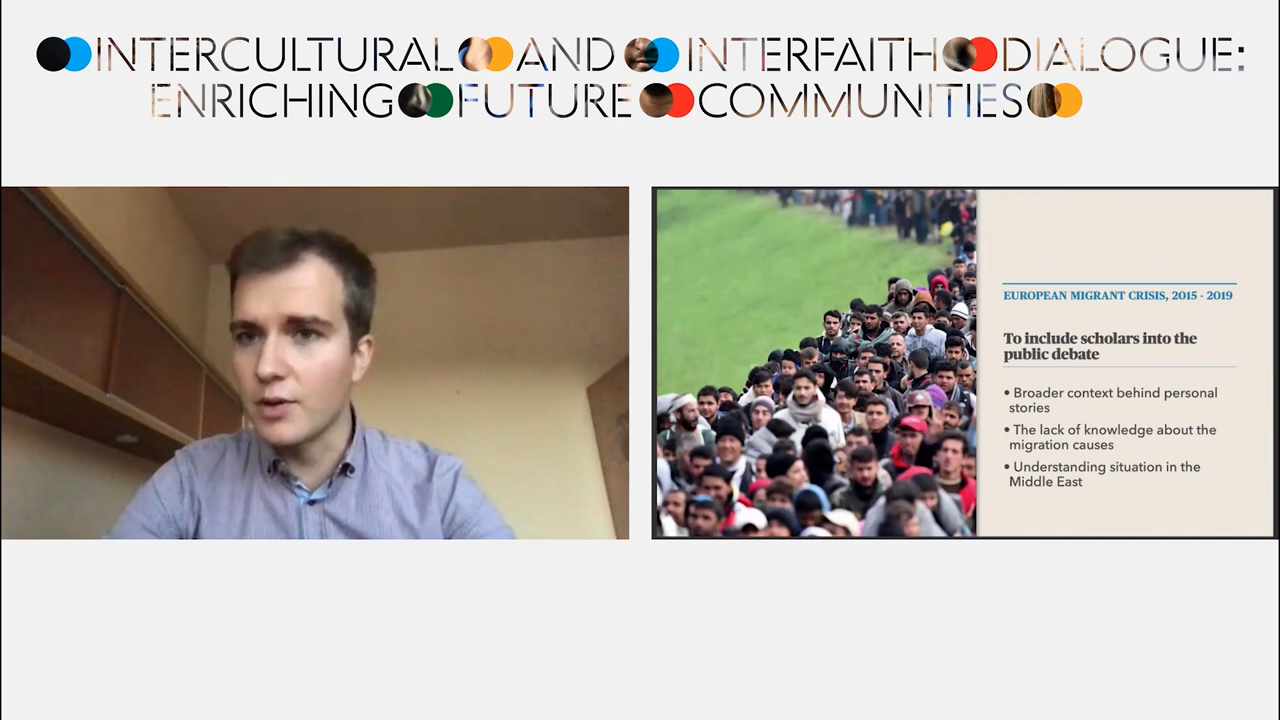 INTERCULTURAL AND INTERFAITH DIALOGUE:
ENRICHING FUTURE COMMUNITIES
EUROPEAN MIGRANT CRISIS, 2015 - 2019
To include scholars into the
public debate
• Broader context behind personal
stories
• The lack of knowledge about the
migration causes
• Understanding situation in the
Middle East